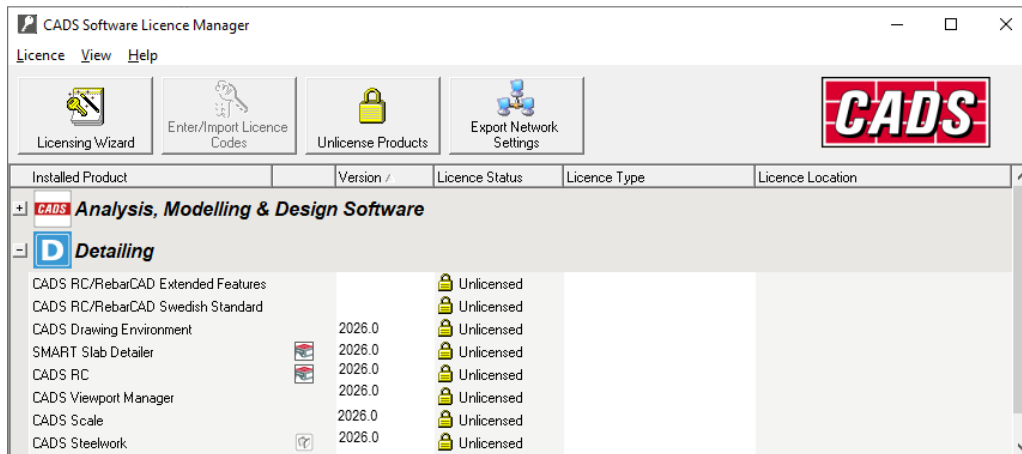 CADS Software Licence Manager
Licence View Help
Licensing Wizard
Enter/Import Licence
Codes
Unlicense Products
Export Network
Settings
CADS
Installed Product Version Licence Status Licence Type Licence Location
CADS Analysis, Modelling & Design Software
D Detailing
CADS RC/RebarCAD Extended Features Unlicensed
CADS RC/RebarCAD Swedish Standard Unlicensed
CADS Drawing Environment 2026.0 Unlicensed
SMART Slab Detailer 2026.0 Unlicensed
CADS RC 2026.0 Unlicensed
CADS Viewport Manager 2026.0 Unlicensed
CADS Scale 2026.0 Unlicensed
CADS Steelwork 2026.0 Unlicensed